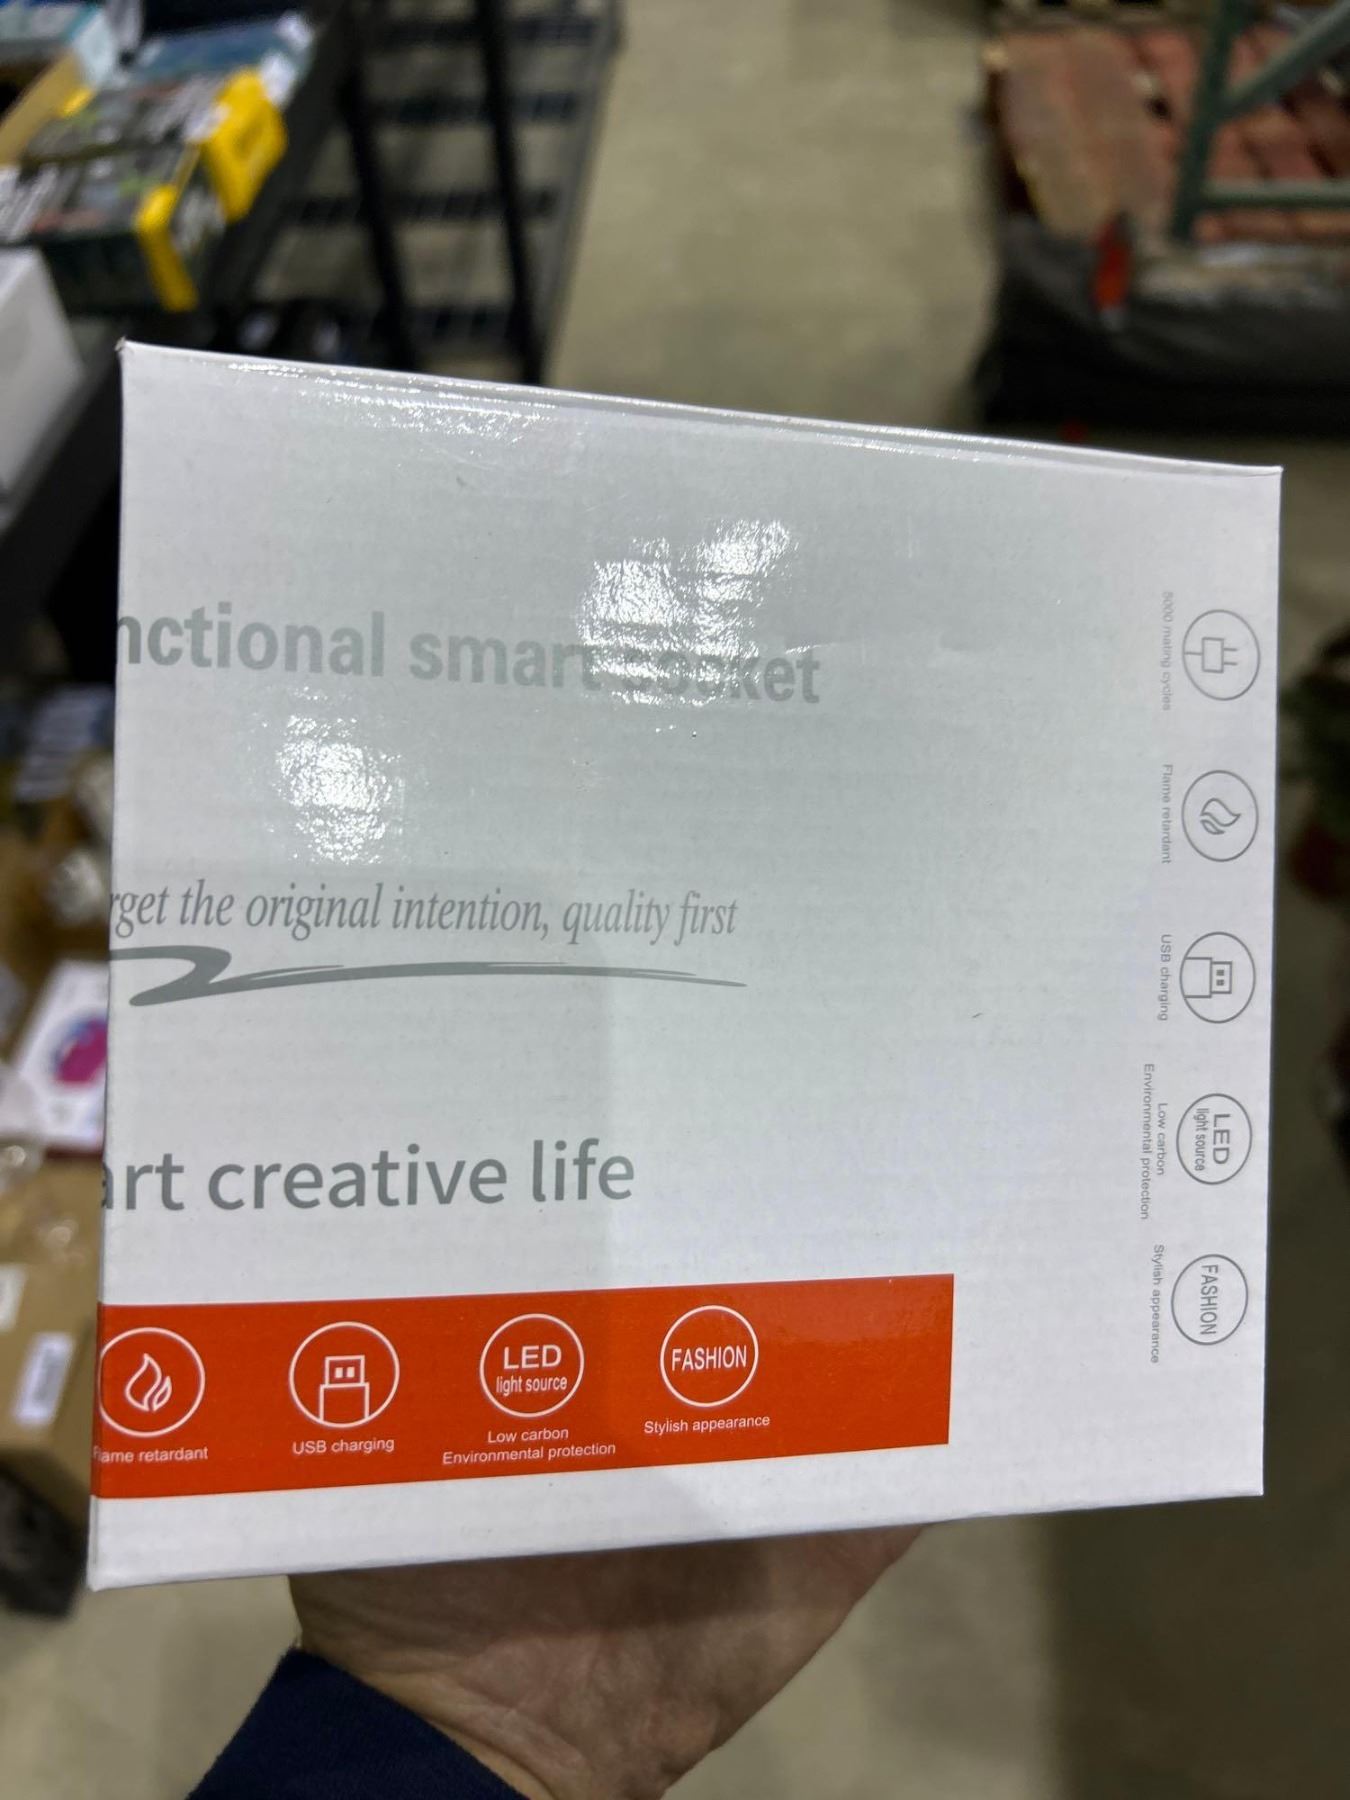 nctional smart socket
rget the original intention, quality first
art creative life
LED
light source
FASHION
Flame retardant
USB charging
Low carbon
Environmental protection
Stylish appearance
5000 mating cycles
Flame retardant
USB charging
LED
light source
Low carbon
Environmental protection
FASHION
Stylish appearance